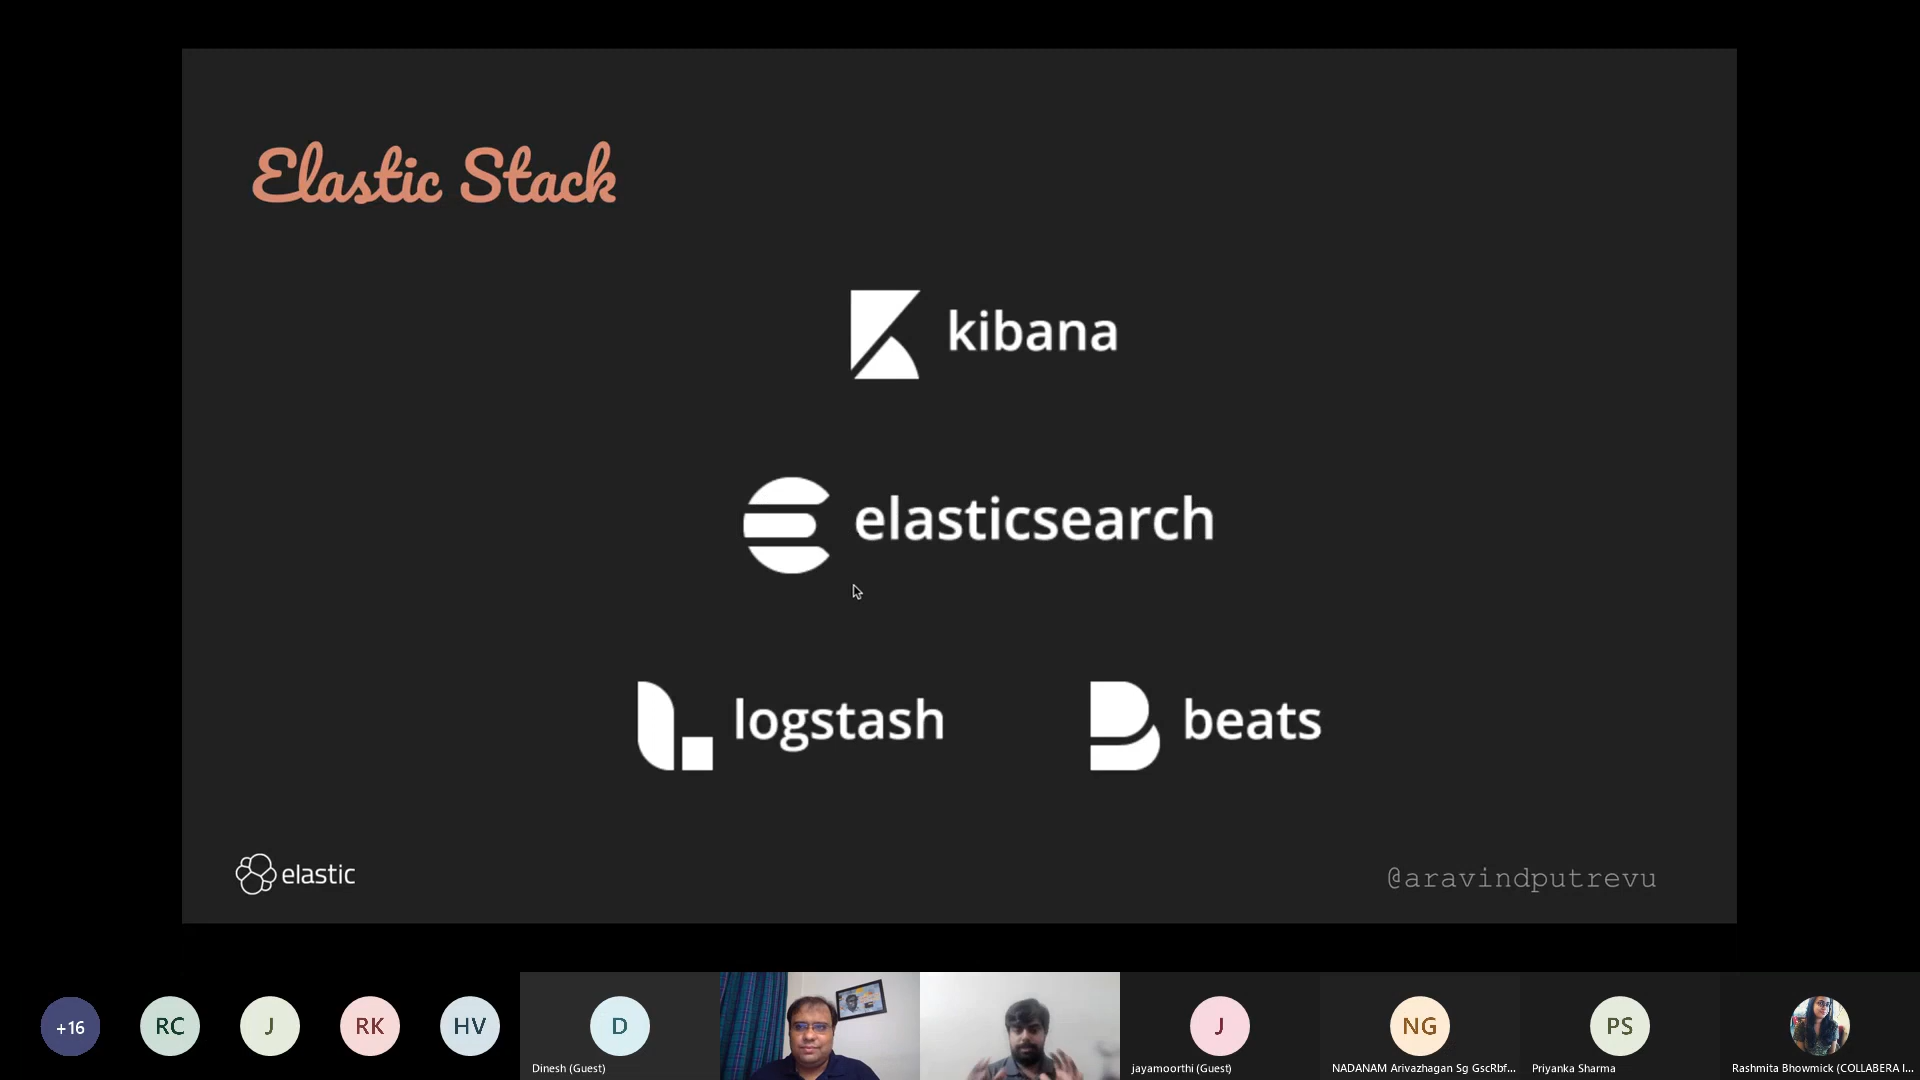 Elastic Stack
kibana
elasticsearch
logstash
beats
elastic
@aravindputrevu
+16
RC
J
RK
HV
D
J
NG
PS
Dinesh (Guest)
jayamoorthi (Guest)
NADANAM Arivazhagan Sg GscRbf...
Priyanka Sharma
Rashmita Bhowmick (COLLABERA I...